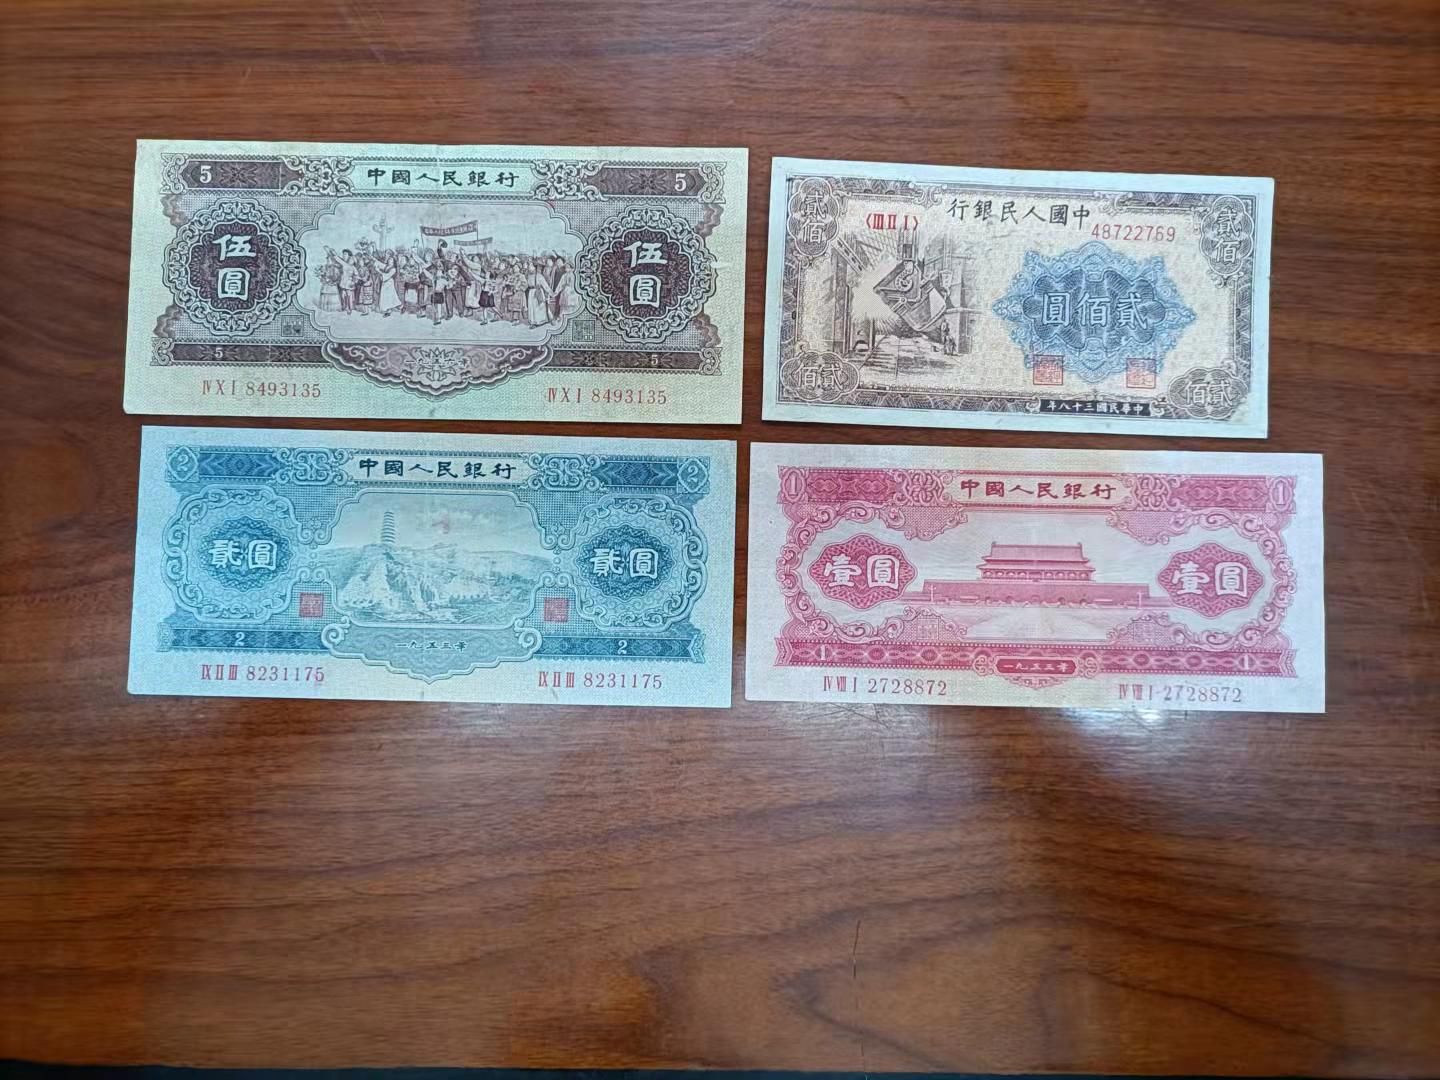 5 中國人民銀行 5
伍圓 伍圓
5 5
ⅣⅩⅠ 8493135 ⅣⅩⅠ 8493135
貳佰 行銀民人國中 貳佰
〈ⅢⅡⅠ〉 48722769
圓佰貳
佰貳 佰貳
年八十三國民華中
2 中國人民銀行 2
貳圓 貳圓
2 一九五三年 2
ⅨⅡⅢ 8231175 ⅨⅡⅢ 8231175
1 中國人民銀行 1
壹圓 壹圓
1 一九五三年 1
ⅣⅧⅠ 2728872 ⅣⅧⅠ 2728872